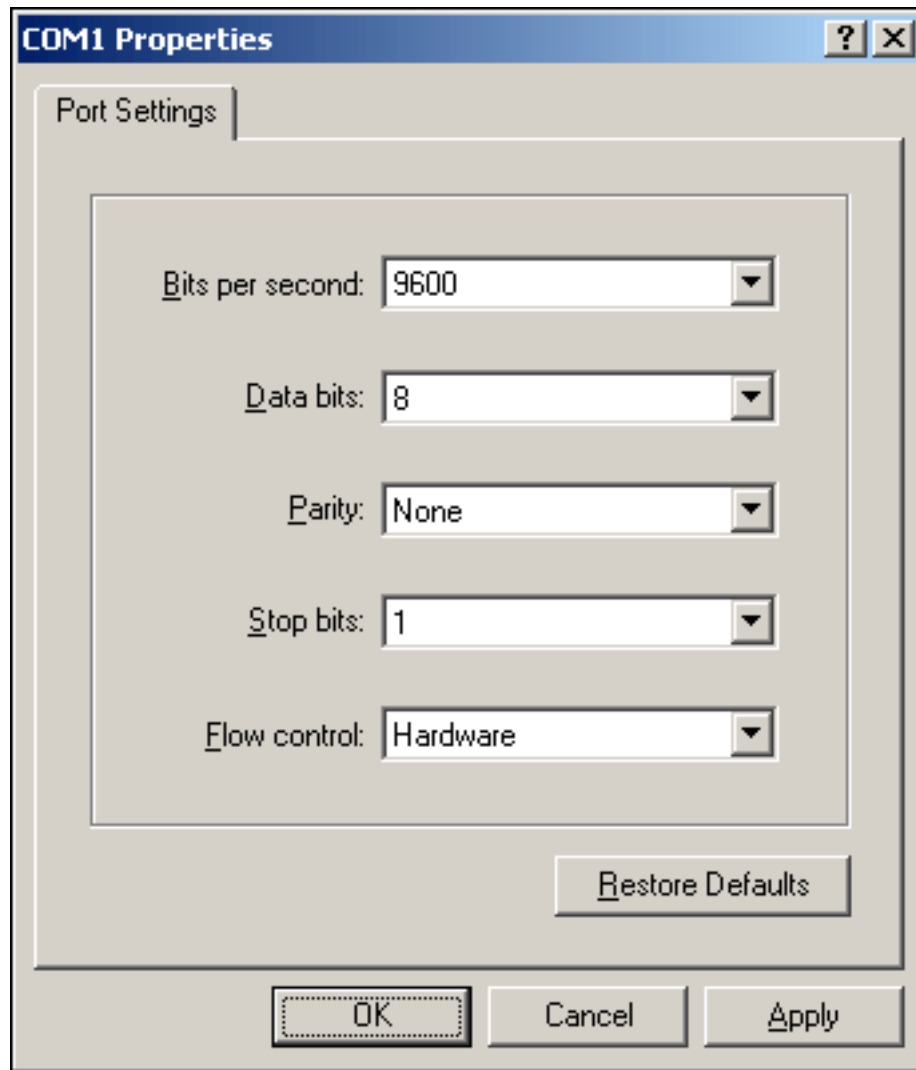 COM1 Properties
Port Settings
Bits per second: 9600
Data bits: 8
Parity: None
Stop bits: 1
Flow control: Hardware
Restore Defaults
OK Cancel Apply